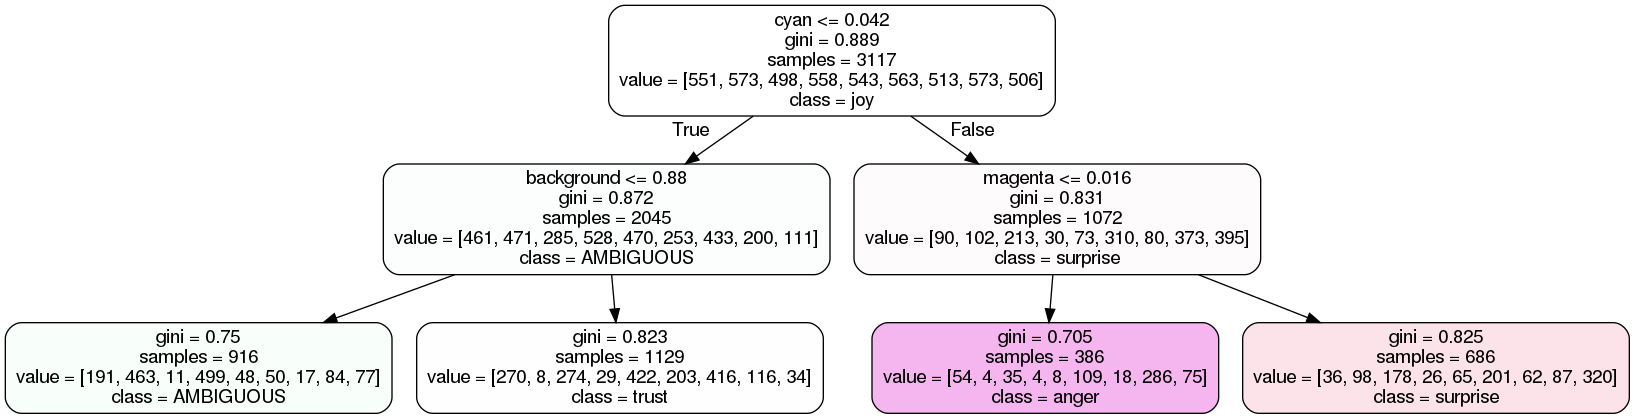 cyan <= 0.042
gini = 0.889
samples = 3117
value = [551, 573, 498, 558, 543, 563, 513, 573, 506]
class = joy
True
False
background <= 0.88
gini = 0.872
samples = 2045
value = [461, 471, 285, 528, 470, 253, 433, 200, 111]
class = AMBIGUOUS
magenta <= 0.016
gini = 0.831
samples = 1072
value = [90, 102, 213, 30, 73, 310, 80, 373, 395]
class = surprise
gini = 0.75
samples = 916
value = [191, 463, 11, 499, 48, 50, 17, 84, 77]
class = AMBIGUOUS
gini = 0.823
samples = 1129
value = [270, 8, 274, 29, 422, 203, 416, 116, 34]
class = trust
gini = 0.705
samples = 386
value = [54, 4, 35, 4, 8, 109, 18, 286, 75]
class = anger
gini = 0.825
samples = 686
value = [36, 98, 178, 26, 65, 201, 62, 87, 320]
class = surprise